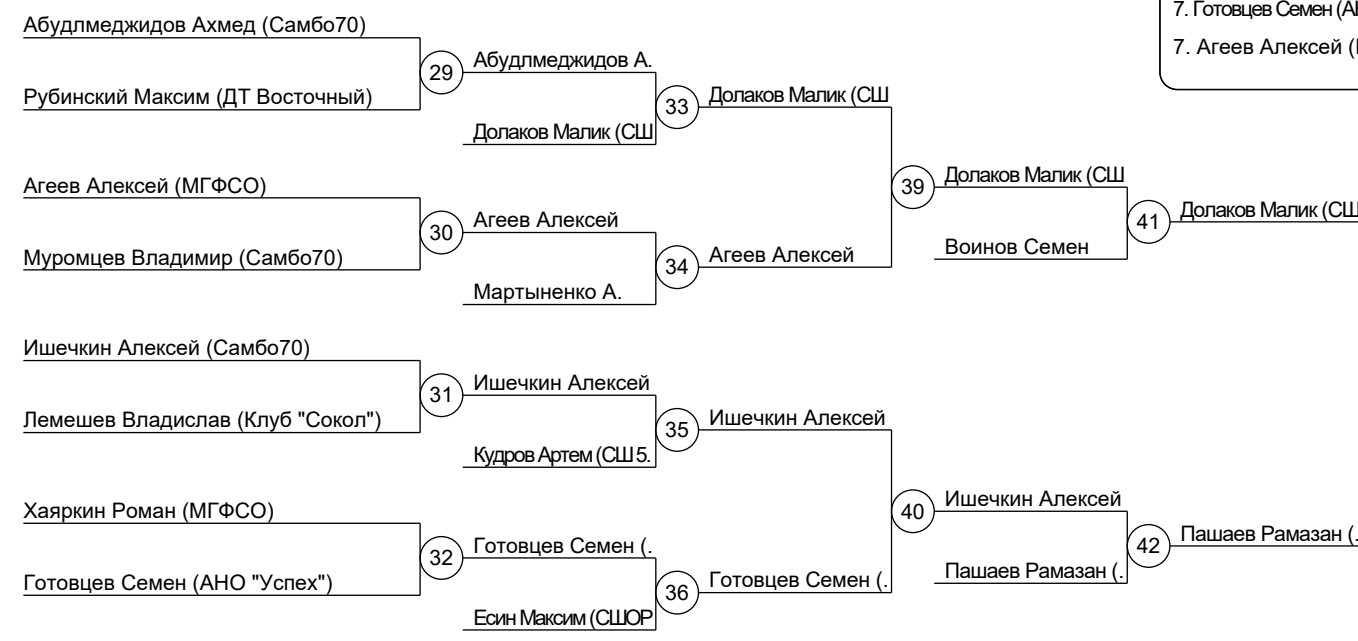 7. Готовцев Семен (АН
7. Агеев Алексей (
Абудлмеджидов Ахмед (Самбо70)
29
Абудлмеджидов А.
Рубинский Максим (ДТ Восточный)
33
Долаков Малик (СШ
Долаков Малик (СШ
Агеев Алексей (МГФСО)
39
Долаков Малик (СШ
30
Агеев Алексей
41
Долаков Малик (СШ
Муромцев Владимир (Самбо70)
34
Агеев Алексей
Воинов Семен
Мартыненко А.
Ишечкин Алексей (Самбо70)
31
Ишечкин Алексей
Лемешев Владислав (Клуб "Сокол")
35
Ишечкин Алексей
Кудров Артем (СШ 5.
Хаяркин Роман (МГФСО)
40
Ишечкин Алексей
32
Готовцев Семен (.
42
Пашаев Рамазан (.
Готовцев Семен (АНО "Успех")
36
Готовцев Семен (.
Пашаев Рамазан (.
Есин Максим (СШОР